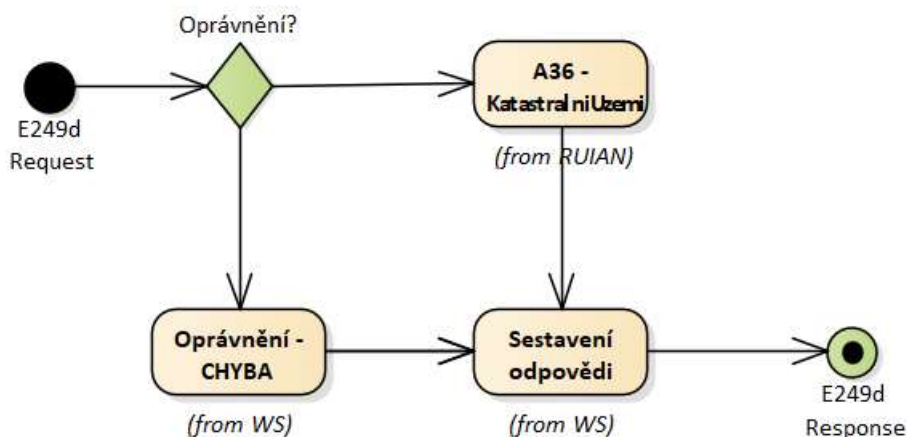 Oprávnění?
E249d
Request
A36 -
KatastralniUzemi
(from RUIAN)
Oprávnění -
CHYBA
(from WS)
Sestavení
odpovědi
(from WS)
E249d
Response